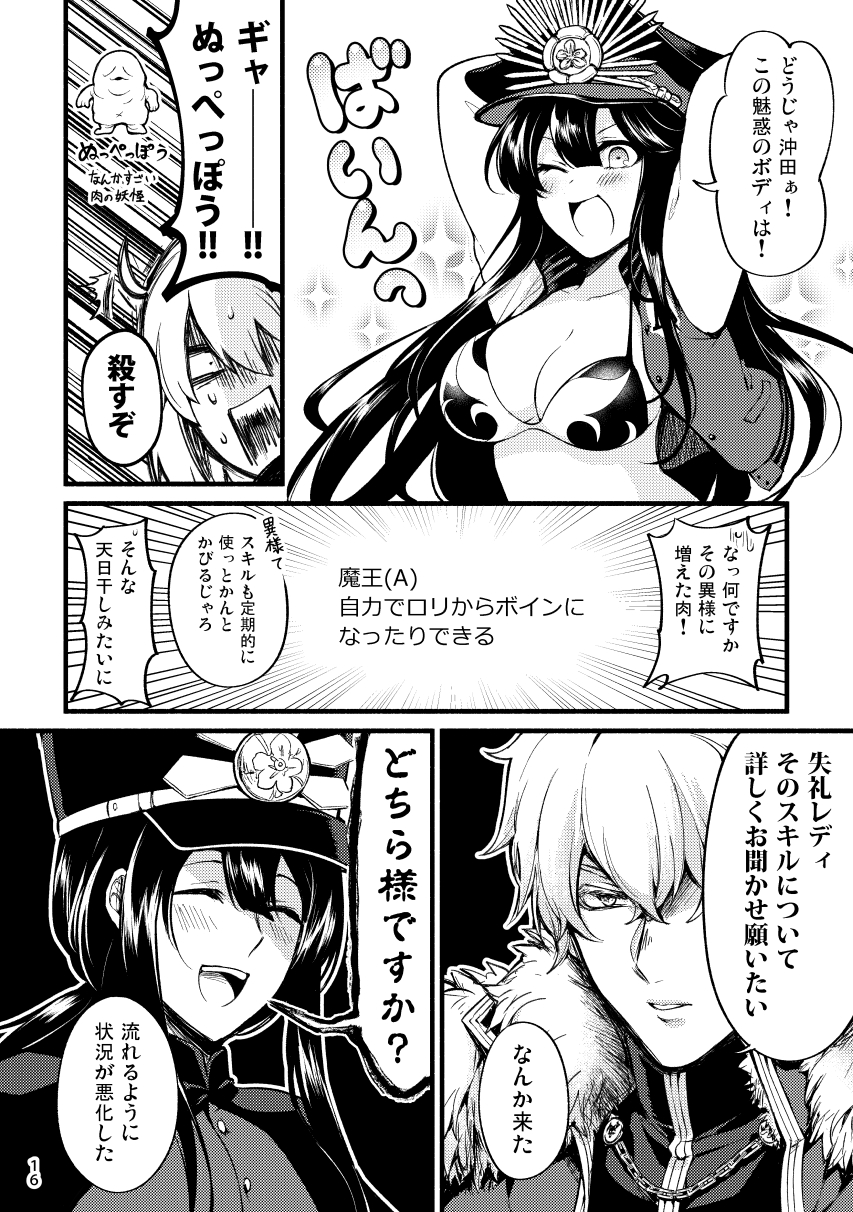 どうじゃ沖田ぁ！
この魅惑のボディは！
ばいんっ
ギャーーーー!!
ぬっぺっぽう!!
ぬっぺっぽう
なんかすごい
肉の妖怪
殺すぞ
なっ何ですか
その異様に
増えた肉！
魔王(A)
自力でロリからボインに
なったりできる
異様て
スキルも定期的に
使っとかんと
かびるじゃろ
そんな
天日干しみたいに
失礼レディ
そのスキルについて
詳しくお聞かせ願いたい
なんか来た
どちら様ですか？
流れるように
状況が悪化した
16